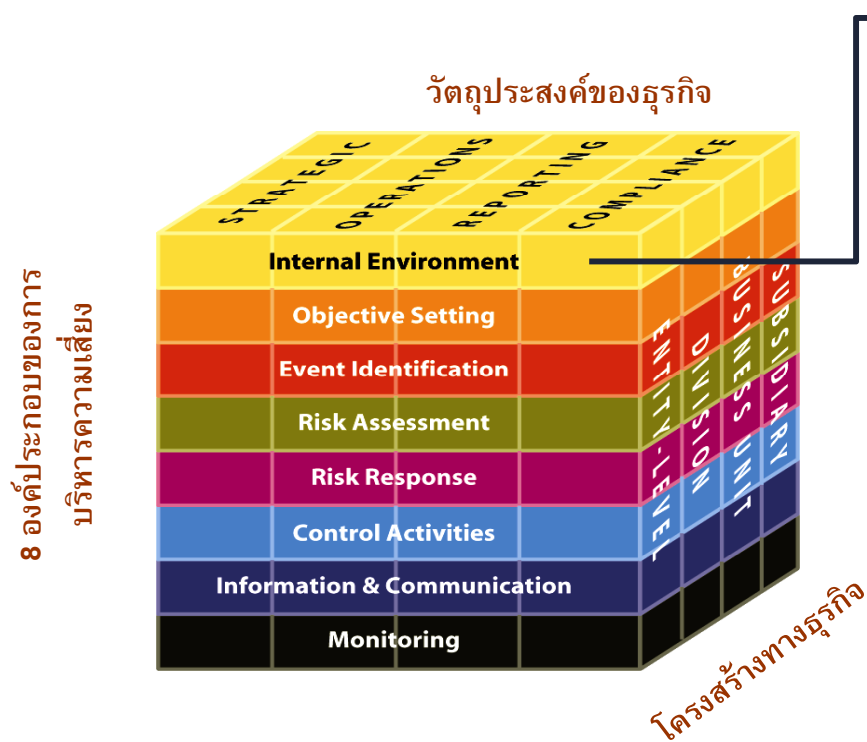 วัตถุประสงค์ของธุรกิจ
STRATEGIC
OPERATIONS
REPORTING
COMPLIANCE
8 องค์ประกอบของการ
บริหารความเสี่ยง
Internal Environment
Objective Setting
Event Identification
Risk Assessment
Risk Response
Control Activities
Information & Communication
Monitoring
ENTITY-LEVEL
DIVISION
BUSINESS UNIT
SUBSIDIARY
โครงสร้างทางธุรกิจ